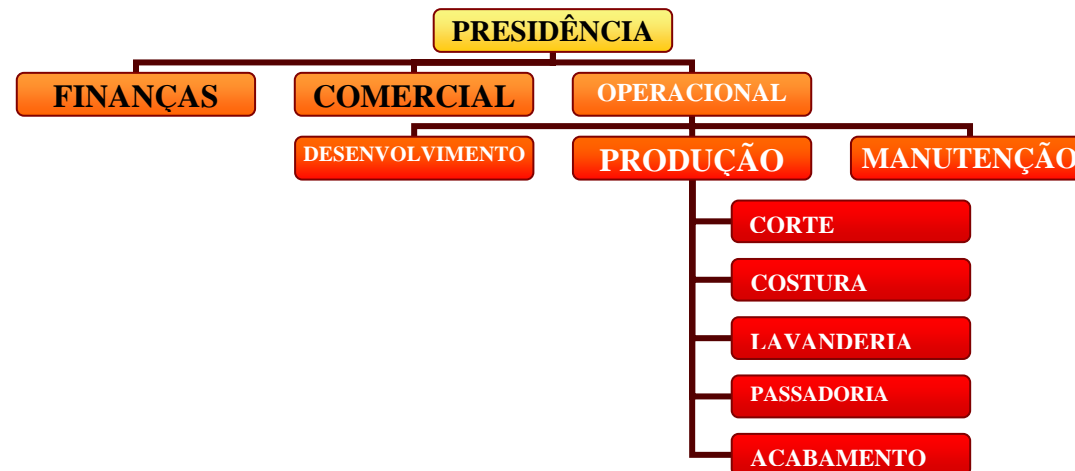 PRESIDÊNCIA
FINANÇAS
COMERCIAL
OPERACIONAL
DESENVOLVIMENTO
PRODUÇÃO
MANUTENÇÃO
CORTE
COSTURA
LAVANDERIA
PASSADORIA
ACABAMENTO